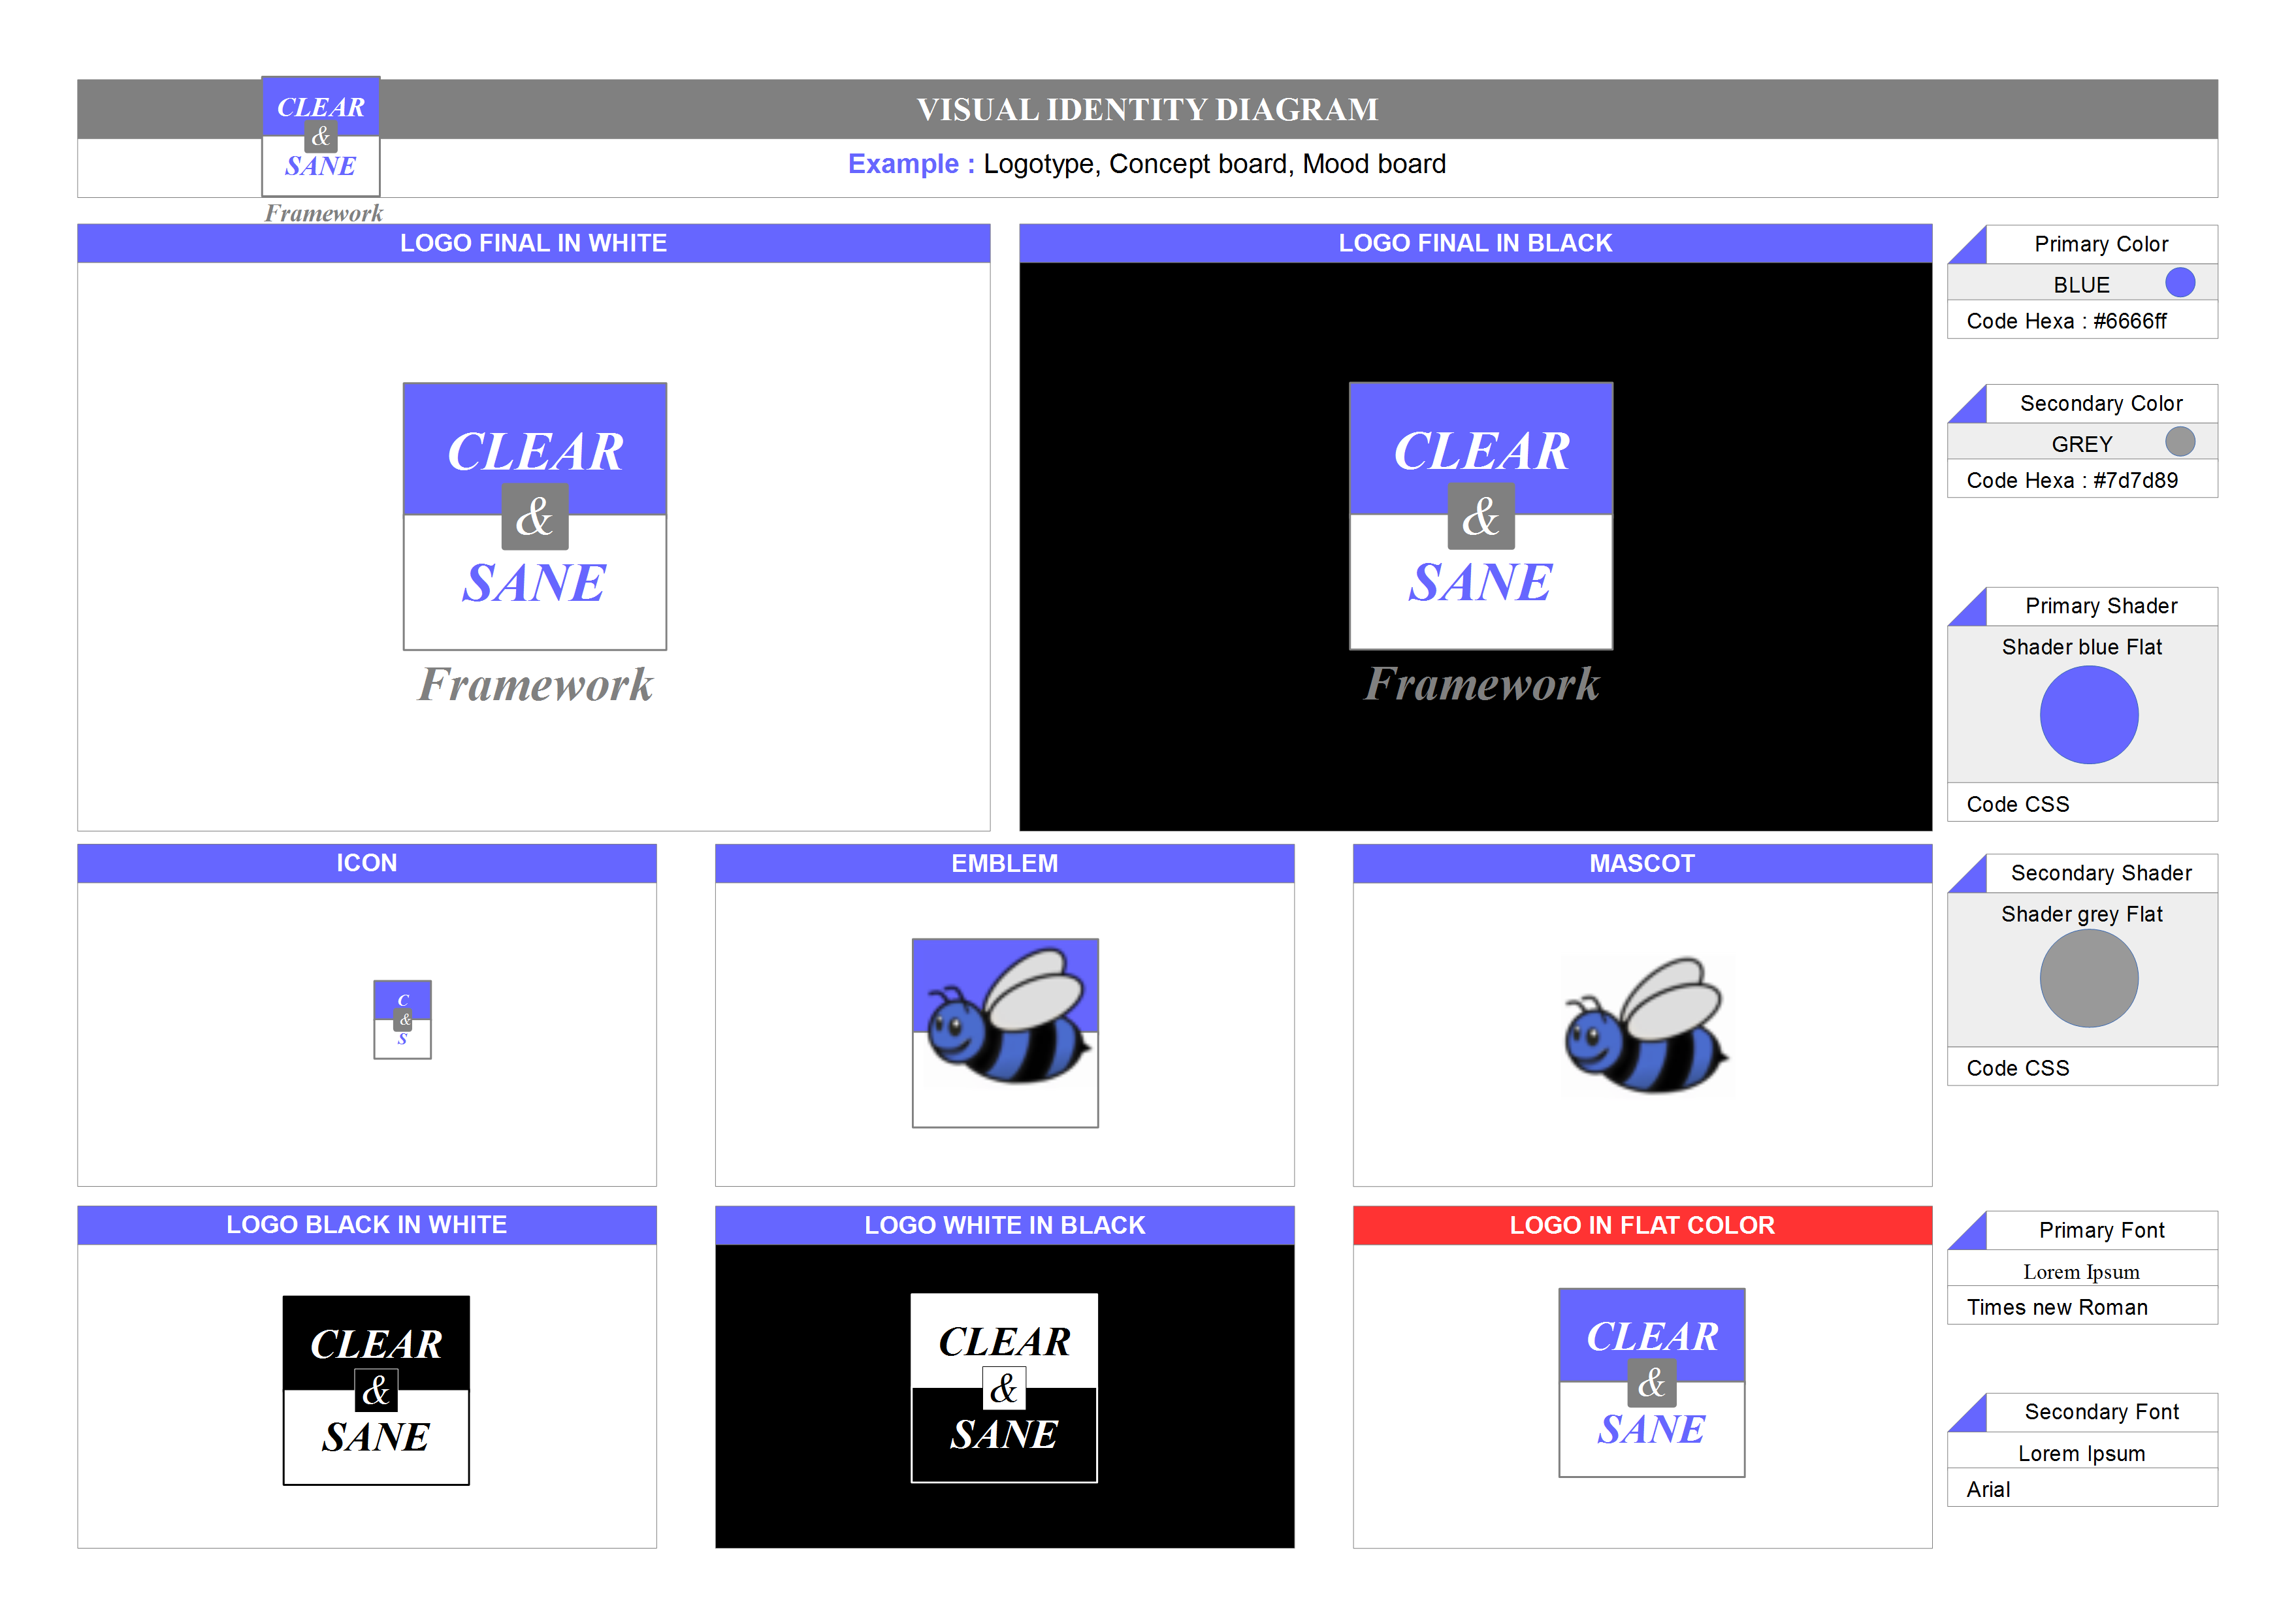 CLEAR
&
SANE
Framework
VISUAL IDENTITY DIAGRAM
Example : Logotype, Concept board, Mood board
LOGO FINAL IN WHITE
CLEAR
&
SANE
Framework
LOGO FINAL IN BLACK
CLEAR
&
SANE
Framework
Primary Color
BLUE
Code Hexa : #6666ff
Secondary Color
GREY
Code Hexa : #7d7d89
Primary Shader
Shader blue Flat
Code CSS
ICON
C
&
S
EMBLEM
MASCOT
Secondary Shader
Shader grey Flat
Code CSS
LOGO BLACK IN WHITE
CLEAR
&
SANE
LOGO WHITE IN BLACK
CLEAR
&
SANE
LOGO IN FLAT COLOR
CLEAR
&
SANE
Primary Font
Lorem Ipsum
Times new Roman
Secondary Font
Lorem Ipsum
Arial